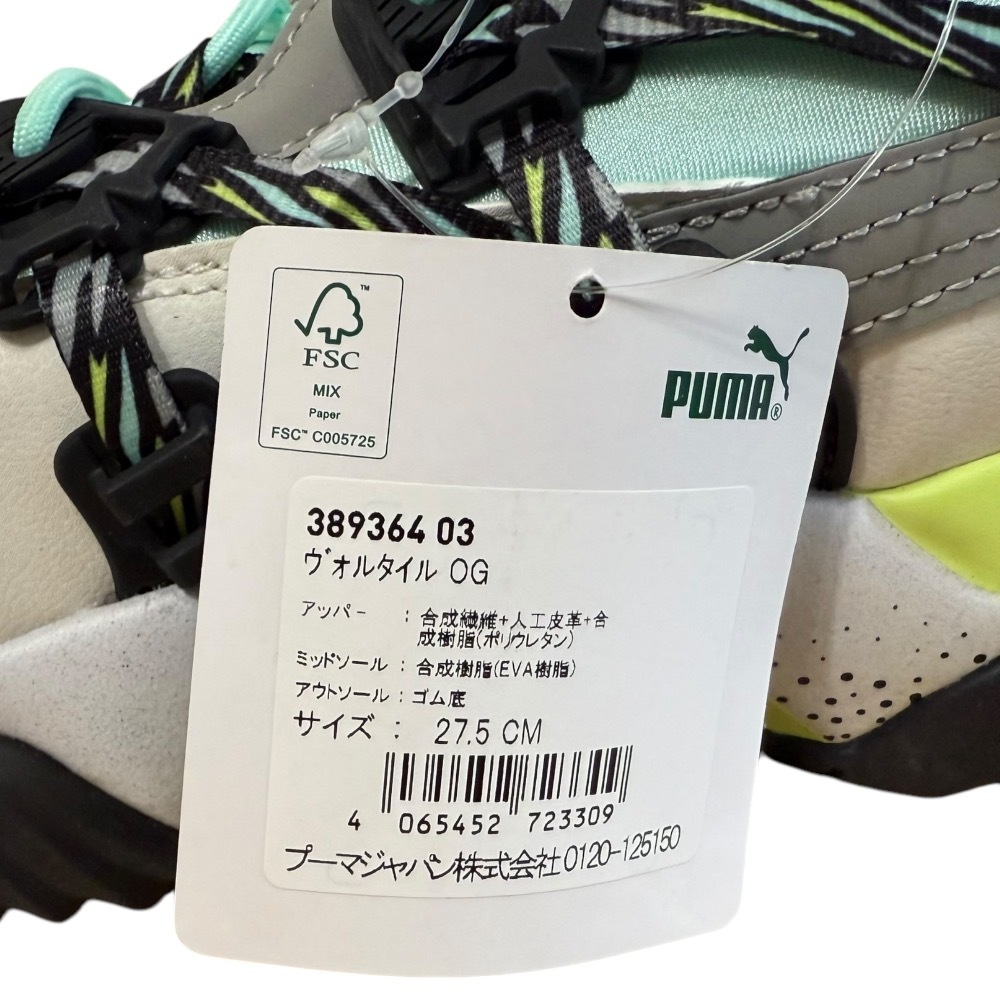 FSC
MIX
Paper
FSC™ C005725
PUMA®
389364 03
ヴォルタイル OG
アッパー : 合成繊維+人工皮革+合
成樹脂(ポリウレタン)
ミッドソール : 合成樹脂(EVA樹脂)
アウトソール : ゴム底
サイズ : 27.5 CM
4 065452 723309
プーマジャパン株式会社0120-125150